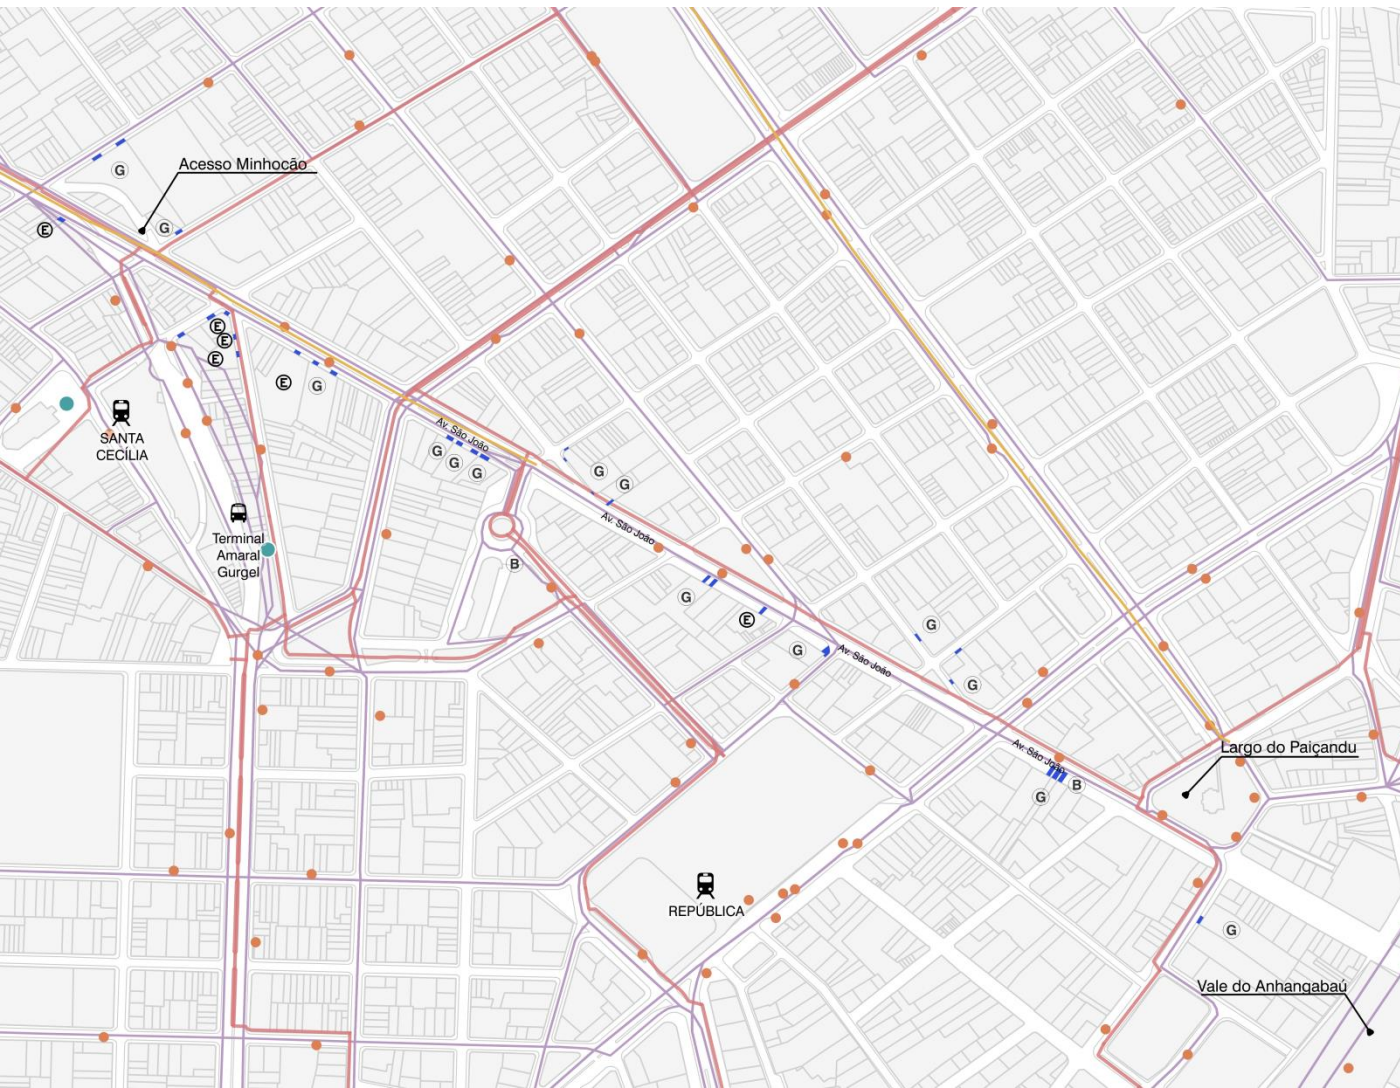 G
Acesso Minhocão
G
E
E
E
E
E
G
Av. São João
SANTA
CECÍLIA
G
G
G
G
G
Terminal
Amaral
Gurgel
Av. São João
B
G
E
G
G
Av. São João
G
Av. São João
Largo do Paiçandu
B
G
REPÚBLICA
G
Vale do Anhangabaú